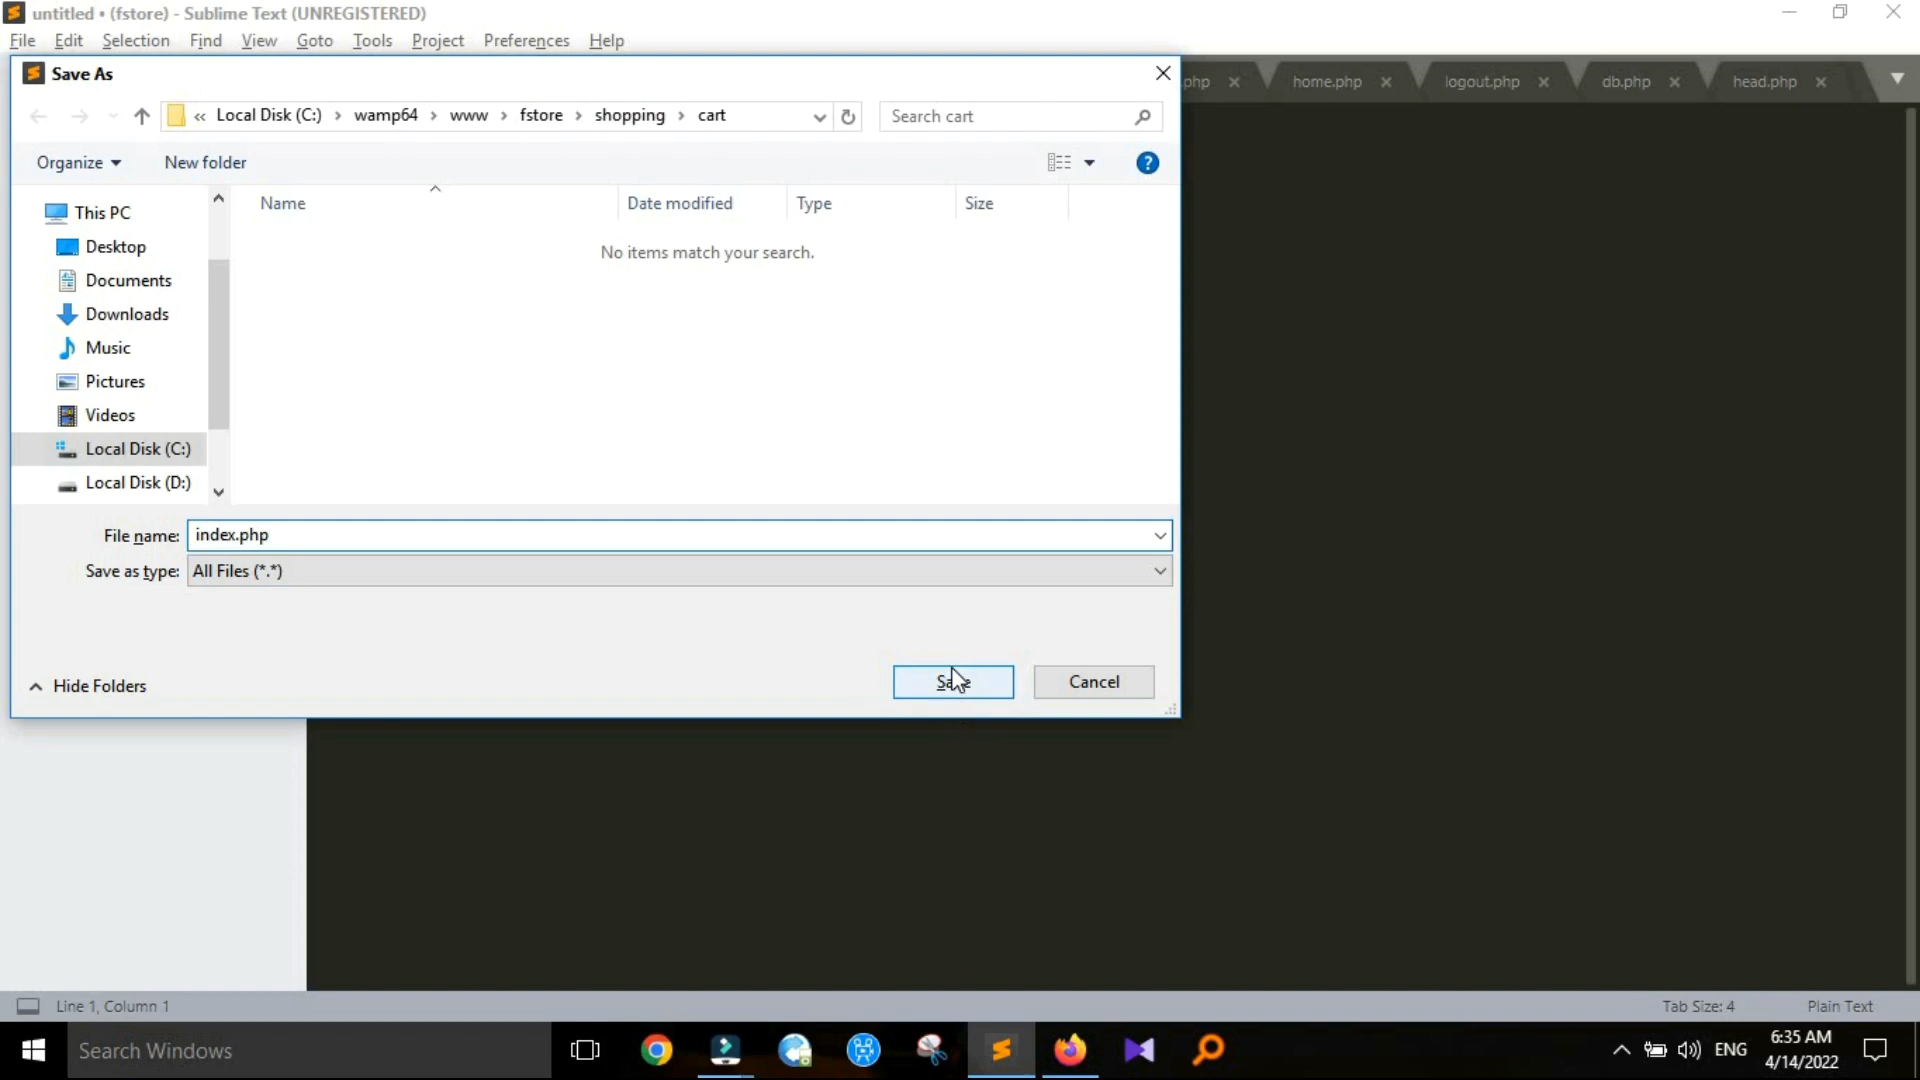 untitled • (fstore) - Sublime Text (UNREGISTERED)
File Edit Selection Find View Goto Tools Project Preferences Help
Save As
.php home.php logout.php db.php head.php
« Local Disk (C:) › wamp64 › www › fstore › shopping › cart
Search cart
Organize New folder
Name Date modified Type Size
No items match your search.
This PC
Desktop
Documents
Downloads
Music
Pictures
Videos
Local Disk (C:)
Local Disk (D:)
File name: index.php
Save as type: All Files (*.*)
Hide Folders
Save Cancel
Line 1, Column 1 Tab Size: 4 Plain Text
Search Windows
ENG
6:35 AM
4/14/2022